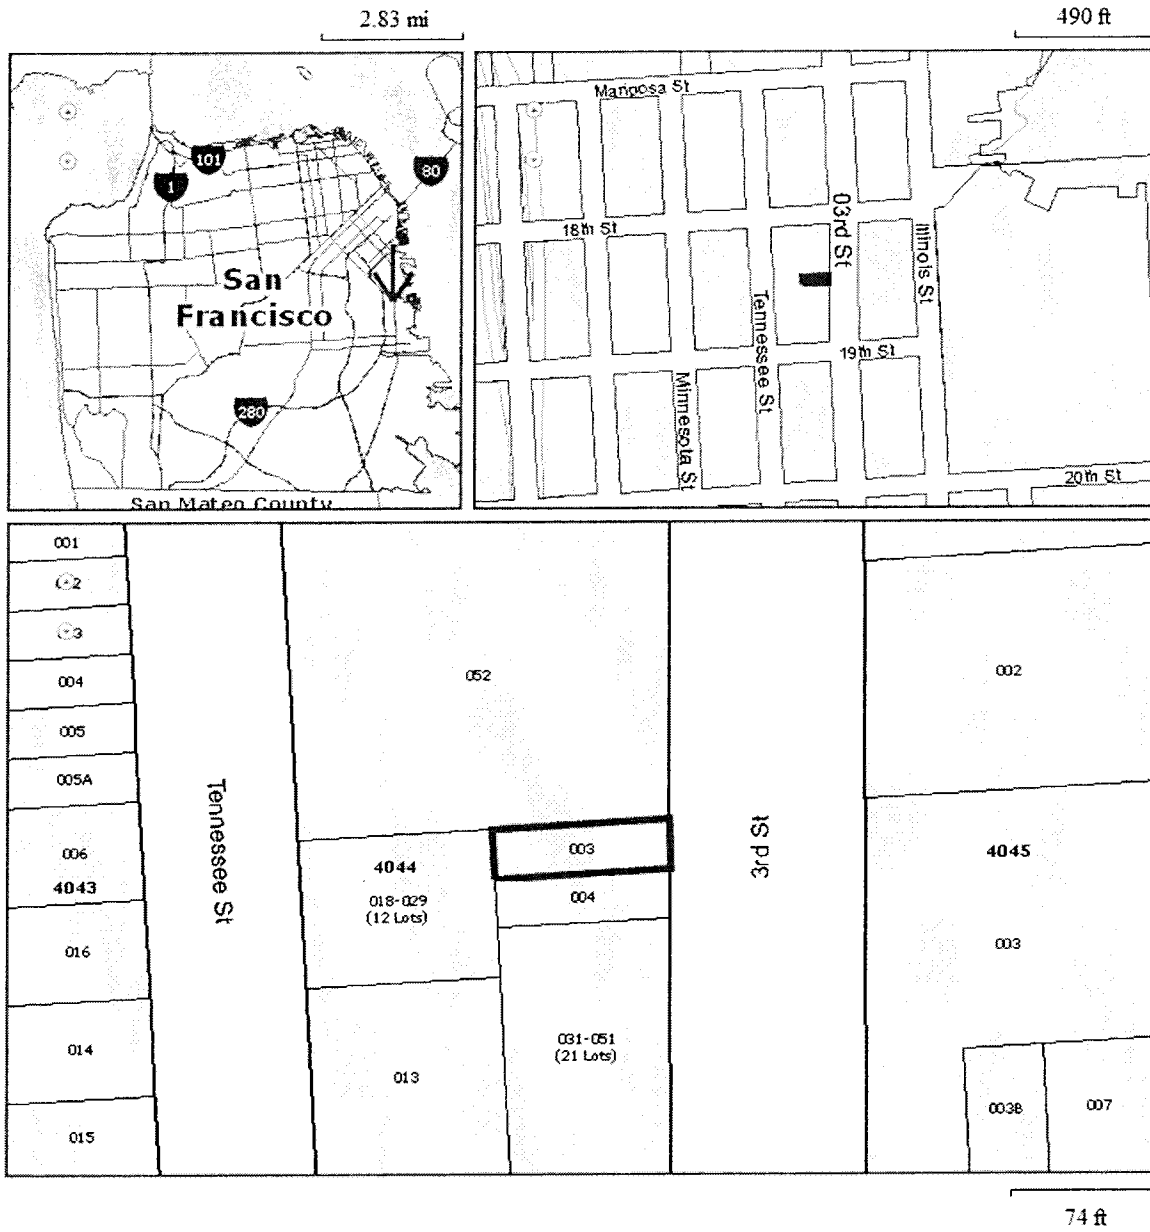 2.83 mi
490 ft
101
1
80
San
Francisco
280
San Mateo County
Mariposa St
18th St
03rd St
Illinois St
Tennessee St
19th St
Minnesota St
20th St
001
004
005
005A
006
4043
016
014
015
Tennessee St
052
4044
018-029
(12 Lots)
013
003
004
031-051
(21 Lots)
3rd St
002
4045
003
003B
007
74 ft